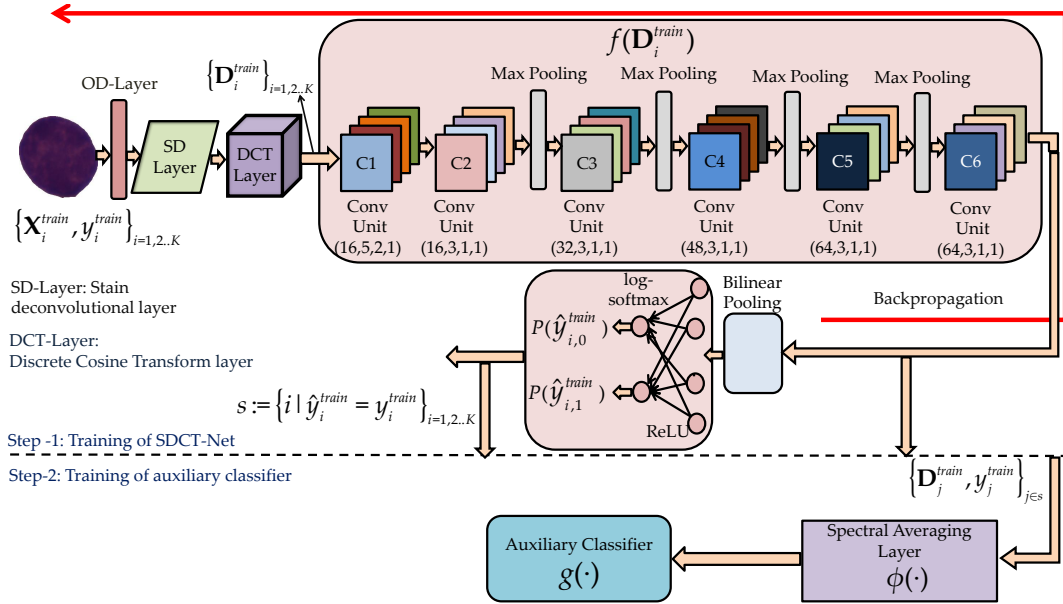 f(D_i^{train})
{D_i^{train}}_{i=1,2..K}
OD-Layer
Max Pooling
Max Pooling
Max Pooling
Max Pooling
SD
Layer
DCT
Layer
C1
C2
C3
C4
C5
C6
{X_i^{train}, y_i^{train}}_{i=1,2..K}
Conv
Unit
(16,5,2,1)
Conv
Unit
(16,3,1,1)
Conv
Unit
(32,3,1,1)
Conv
Unit
(48,3,1,1)
Conv
Unit
(64,3,1,1)
Conv
Unit
(64,3,1,1)
SD-Layer: Stain
deconvolutional layer
DCT-Layer:
Discrete Cosine Transform layer
log-
softmax
P(ŷ_{i,0}^{train})
P(ŷ_{i,1}^{train})
ReLU
Bilinear
Pooling
Backpropagation
s := {i | ŷ_i^{train} = y_i^{train}}_{i=1,2..K}
Step -1: Training of SDCT-Net
Step-2: Training of auxiliary classifier
{D_j^{train}, y_j^{train}}_{j∈s}
Auxiliary Classifier
g(·)
Spectral Averaging
Layer
ϕ(·)